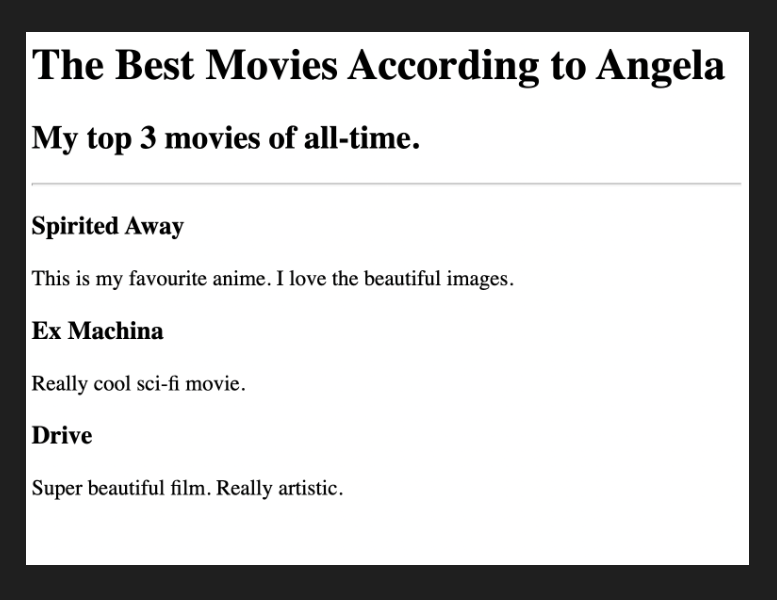 The Best Movies According to Angela
My top 3 movies of all-time.
Spirited Away
This is my favourite anime. I love the beautiful images.
Ex Machina
Really cool sci-fi movie.
Drive
Super beautiful film. Really artistic.